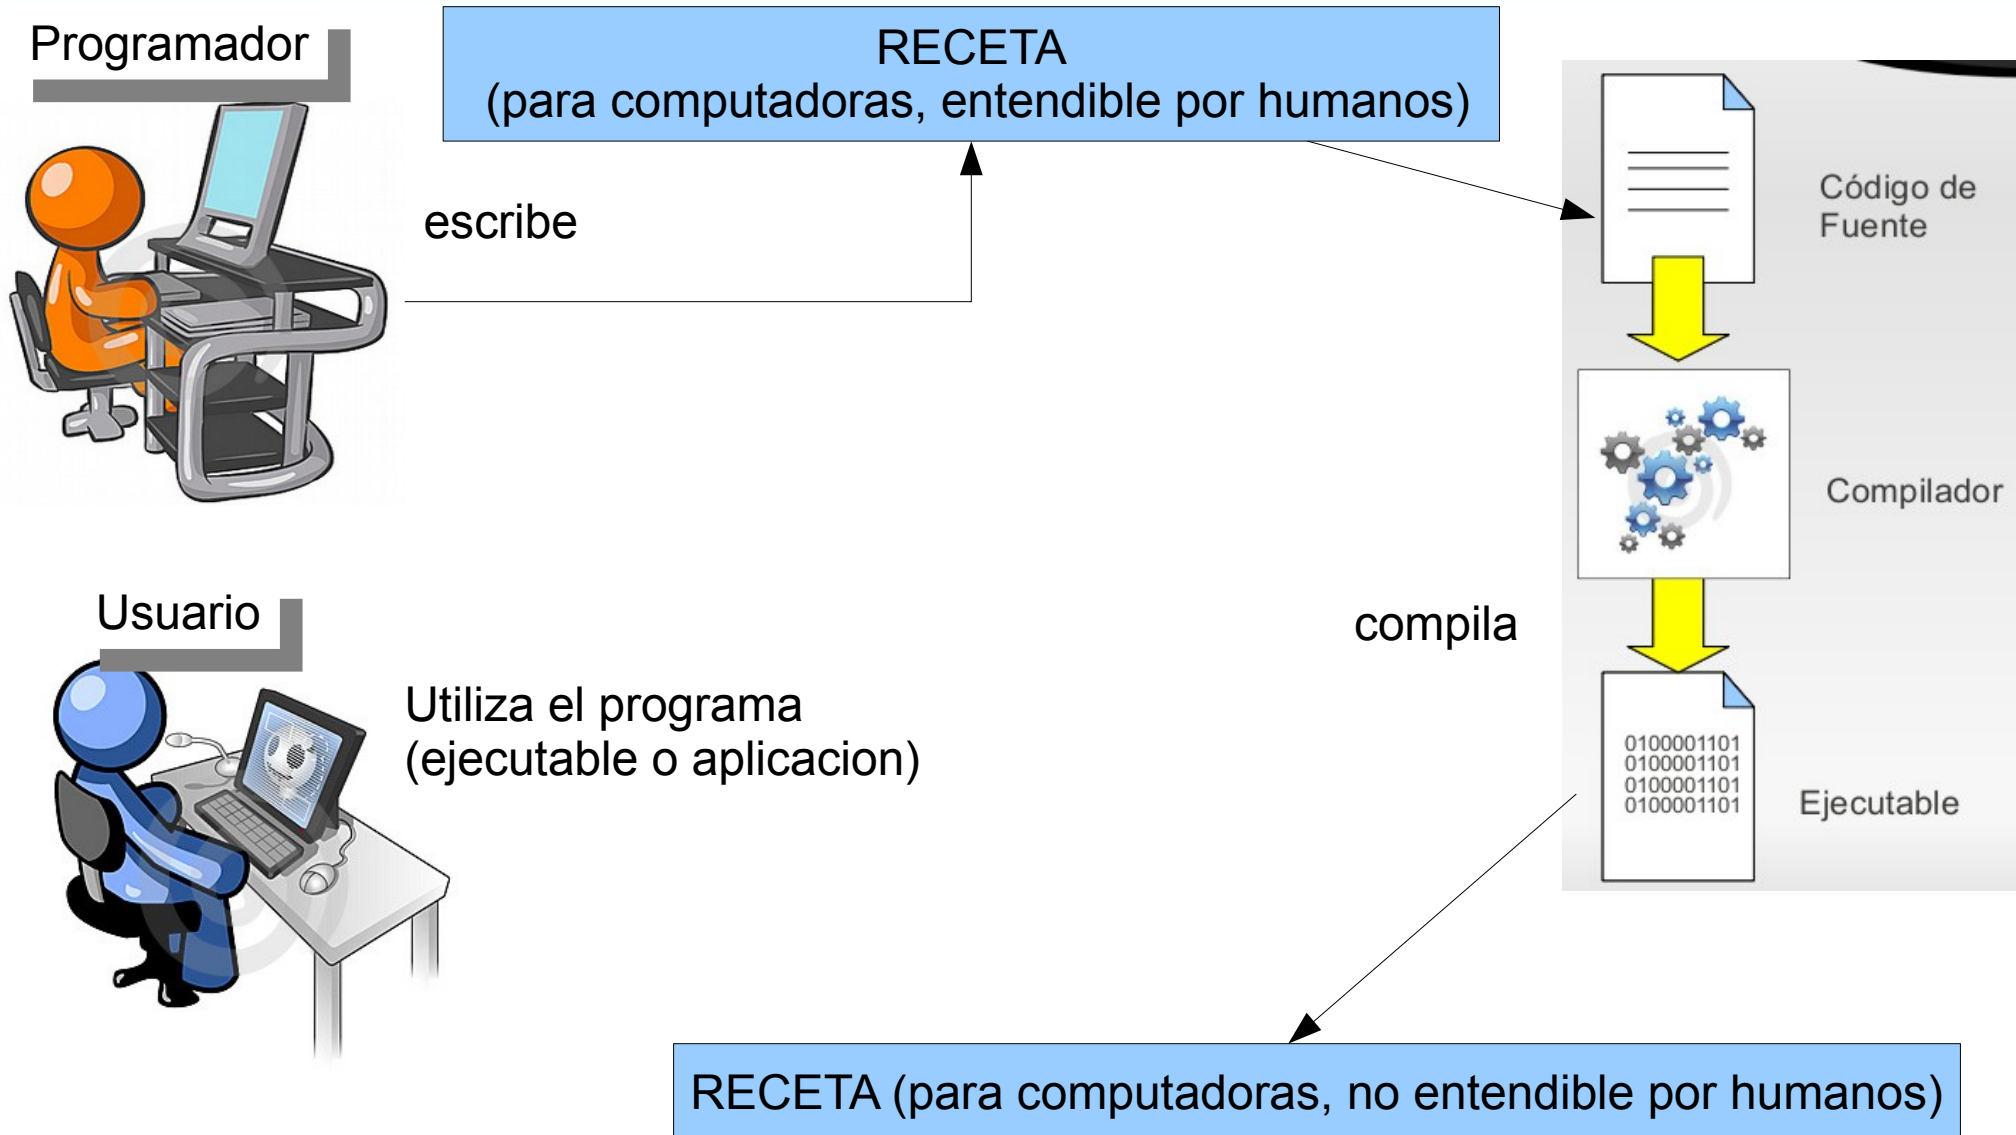 Programador
RECETA
(para computadoras, entendible por humanos)
escribe
Código de
Fuente
Compilador
Usuario
compila
Utiliza el programa
(ejecutable o aplicacion)
0100001101
0100001101
0100001101
0100001101
Ejecutable
RECETA (para computadoras, no entendible por humanos)